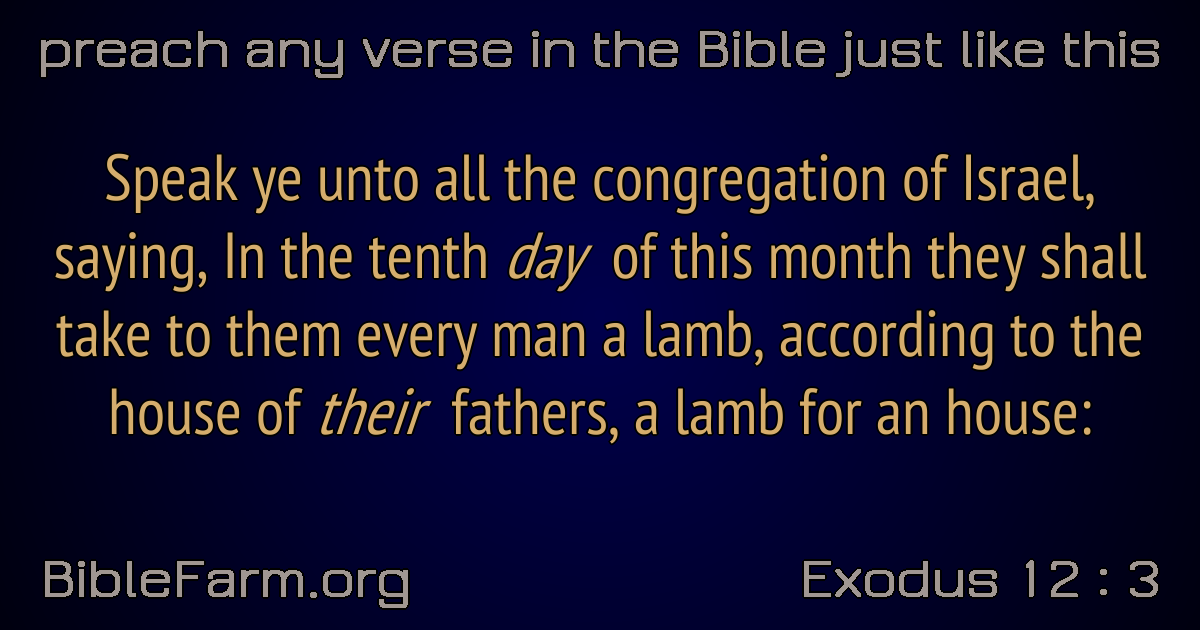 preach any verse in the Bible just like this
Speak ye unto all the congregation of Israel,
saying, In the tenth day of this month they shall
take to them every man a lamb, according to the
house of their fathers, a lamb for an house:
BibleFarm.org
Exodus 12 : 3